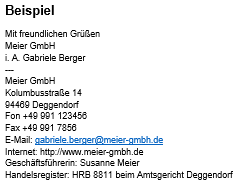 Beispiel
Mit freundlichen Grüßen
Meier GmbH
i. A. Gabriele Berger
—
Meier GmbH
Kolumbusstraße 14
94469 Deggendorf
Fon +49 991 123456
Fax +49 991 7856
E-Mail: gabriele.berger@meier-gmbh.de
Internet: http://www.meier-gmbh.de
Geschäftsführerin: Susanne Meier
Handelsregister: HRB 8811 beim Amtsgericht Deggendorf